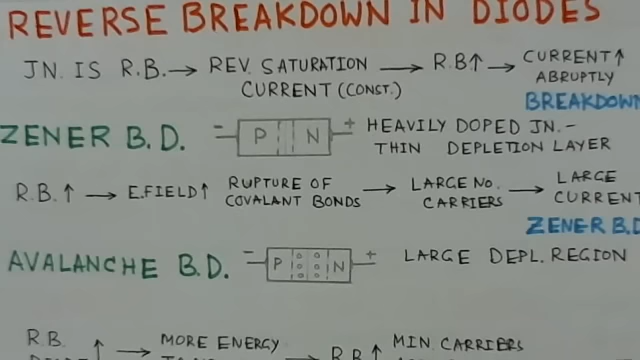 REVERSE BREAKDOWN IN DIODES
JN. IS R.B. → REV. SATURATION CURRENT (CONST.) → R.B ↑ → CURRENT ↑ ABRUPTLY
BREAKDOWN
ZENER B.D. - P N + HEAVILY DOPED JN. -
THIN DEPLETION LAYER
R.B. ↑ → E.FIELD ↑ RUPTURE OF COVALANT BONDS → LARGE NO. CARRIERS → LARGE CURRENT
ZENER B.D
AVALANCHE B.D. - P N + LARGE DEPL. REGION
R.B. ↑ → MORE ENERGY → R.B ↑ MIN. CARRIERS